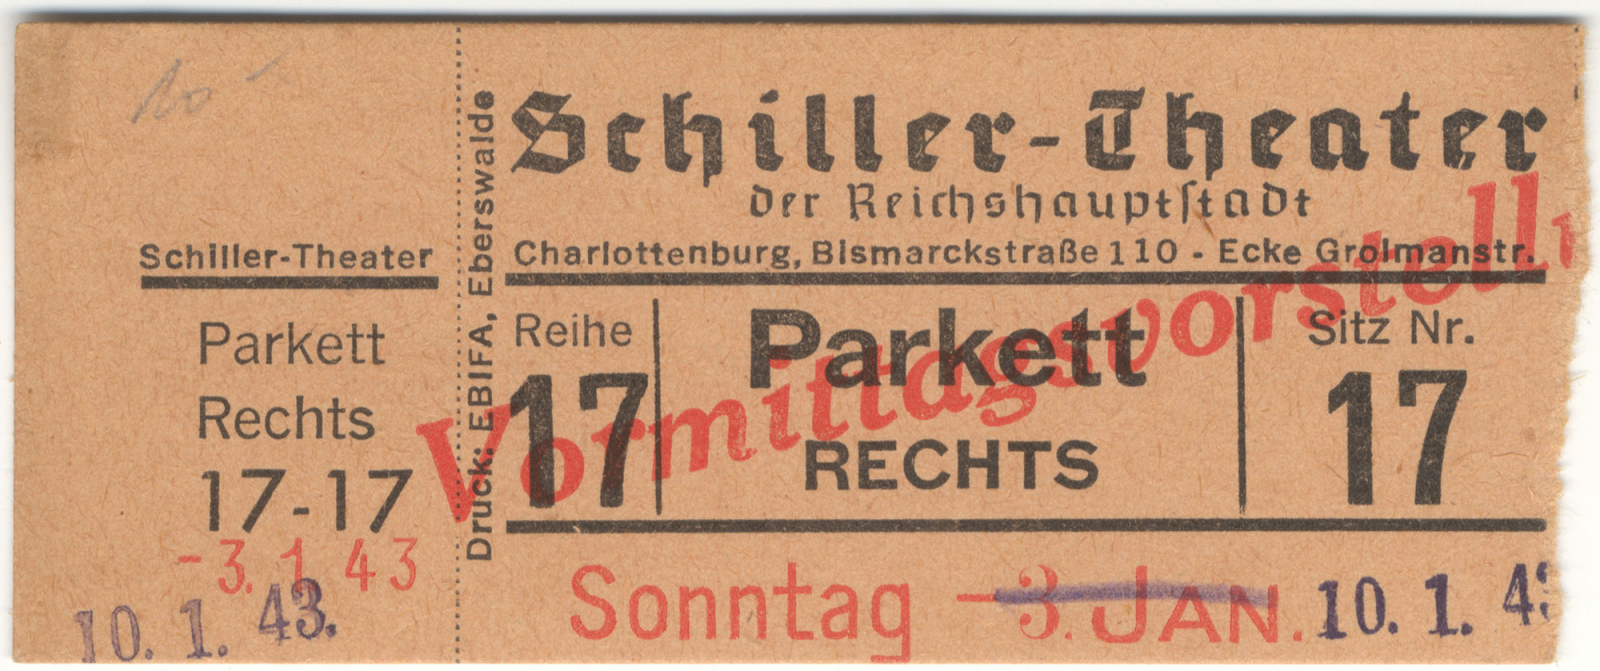 10
Schiller-Theater
Parkett
Rechts
17-17
-3. 1. 43
10. 1. 43.
Druck: EBIFA, Eberswalde
Schiller-Theater
der Reichshauptstadt
Charlottenburg, Bismarckstraße 110 - Ecke Grolmanstr.
Reihe
17
Parkett
RECHTS
Sitz Nr.
17
Vormittagsvorstell
Sonntag -3. JAN. 10. 1. 43